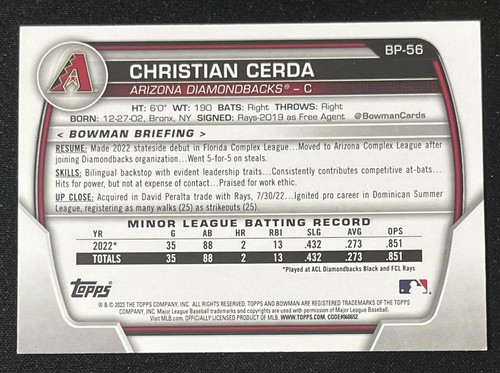 BP-56
CHRISTIAN CERDA
ARIZONA DIAMONDBACKS® – C
HT: 6'0" WT: 190 BATS: Right THROWS: Right
BORN: 12-27-02, Bronx, NY SIGNED: Rays-2019 as Free Agent @BowmanCards
< BOWMAN BRIEFING >
RESUME: Made 2022 stateside debut in Florida Complex League...Moved to Arizona Complex League after
joining Diamondbacks organization...Went 5-for-5 on steals.
SKILLS: Bilingual backstop with evident leadership traits...Consistently contributes competitive at-bats...
Hits for power, but not at expense of contact...Praised for work ethic.
UP CLOSE: Acquired in David Peralta trade with Rays, 7/30/22...Ignited pro career in Dominican Summer
League, registering as many walks (25) as strikeouts (25).
MINOR LEAGUE BATTING RECORD
YR G AB HR RBI SLG AVG OPS
2022* 35 88 2 13 .432 .273 .851
TOTALS 35 88 2 13 .432 .273 .851
*Played at ACL Diamondbacks Black and FCL Rays
Topps
® & © 2023 THE TOPPS COMPANY, INC. ALL RIGHTS RESERVED. TOPPS AND BOWMAN ARE REGISTERED TRADEMARKS OF THE TOPPS
COMPANY, INC. Major League Baseball trademarks and copyrights are used with permission of Major League Baseball.
Visit MLB.com. OFFICIALLY LICENSED PRODUCT OF MLB. WWW.TOPPS.COM. CODE#060652